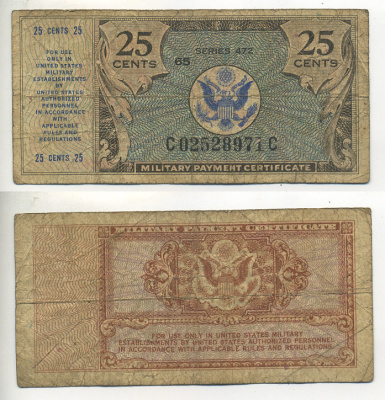 25 CENTS 25
FOR USE
ONLY IN
UNITED STATES
MILITARY
ESTABLISHMENTS
BY
UNITED STATES
AUTHORIZED
PERSONNEL
IN ACCORDANCE
WITH
APPLICABLE
RULES AND
REGULATIONS.
25 CENTS 25
25
CENTS
SERIES 472
65
25
CENTS
C02528971C
MILITARY PAYMENT CERTIFICATE
MILITARY PAYMENT CERTIFICATE
FOR USE ONLY IN UNITED STATES MILITARY
ESTABLISHMENTS BY UNITED STATES AUTHORIZED PERSONNEL
IN ACCORDANCE WITH APPLICABLE RULES AND REGULATIONS.